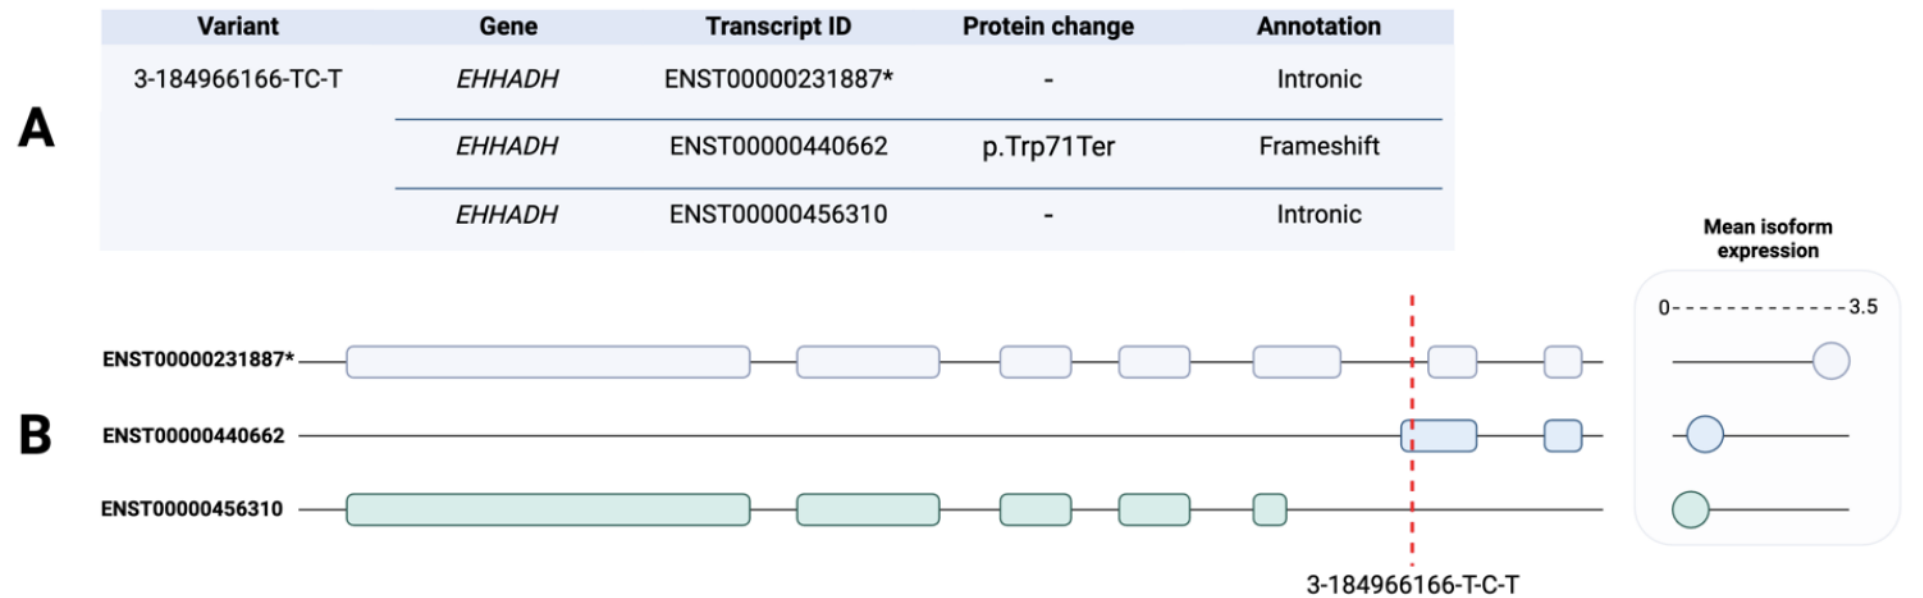 Variant Gene Transcript ID Protein change Annotation
3-184966166-TC-T EHHADH ENST00000231887* - Intronic
A
EHHADH ENST00000440662 p.Trp71Ter Frameshift
EHHADH ENST00000456310 - Intronic
Mean isoform
expression
0 3.5
ENST00000231887*
B
ENST00000440662
ENST00000456310
3-184966166-T-C-T